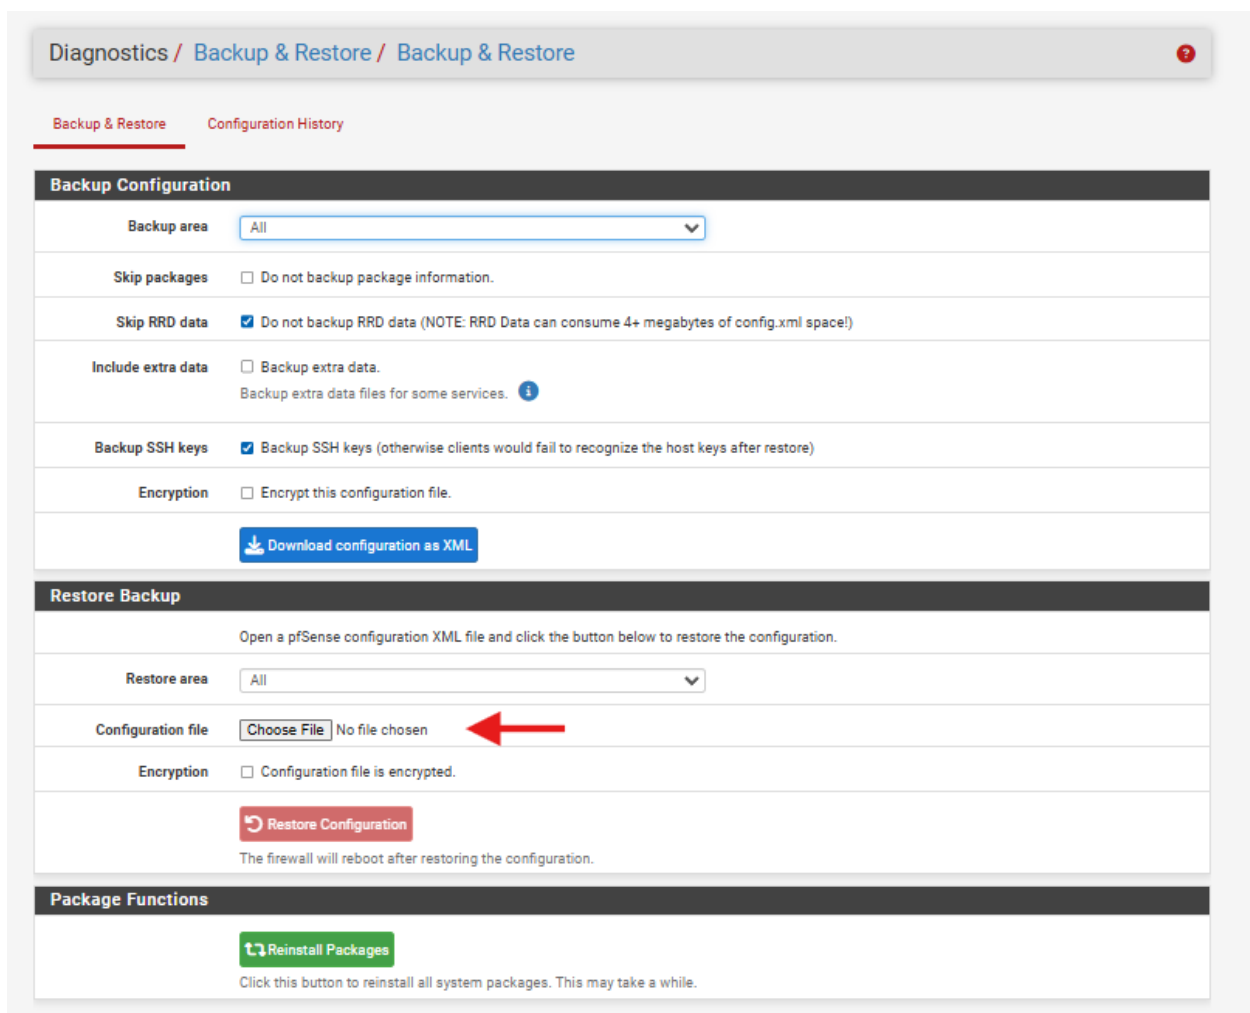 Diagnostics / Backup & Restore / Backup & Restore
Backup & Restore Configuration History
Backup Configuration
Backup area All
Skip packages Do not backup package information.
Skip RRD data Do not backup RRD data (NOTE: RRD Data can consume 4+ megabytes of config.xml space!)
Include extra data Backup extra data.
Backup extra data files for some services.
Backup SSH keys Backup SSH keys (otherwise clients would fail to recognize the host keys after restore)
Encryption Encrypt this configuration file.
Download configuration as XML
Restore Backup
Open a pfSense configuration XML file and click the button below to restore the configuration.
Restore area All
Configuration file Choose File No file chosen
Encryption Configuration file is encrypted.
Restore Configuration
The firewall will reboot after restoring the configuration.
Package Functions
Reinstall Packages
Click this button to reinstall all system packages. This may take a while.